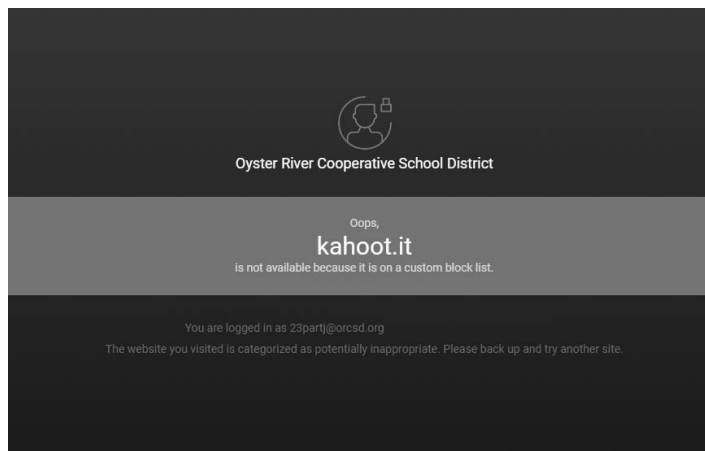 Oyster River Cooperative School District
Oops,
kahoot.it
is not available because it is on a custom block list.
You are logged in as 23partj@orcsd.org
The website you visited is categorized as potentially inappropriate. Please back up and try another site.